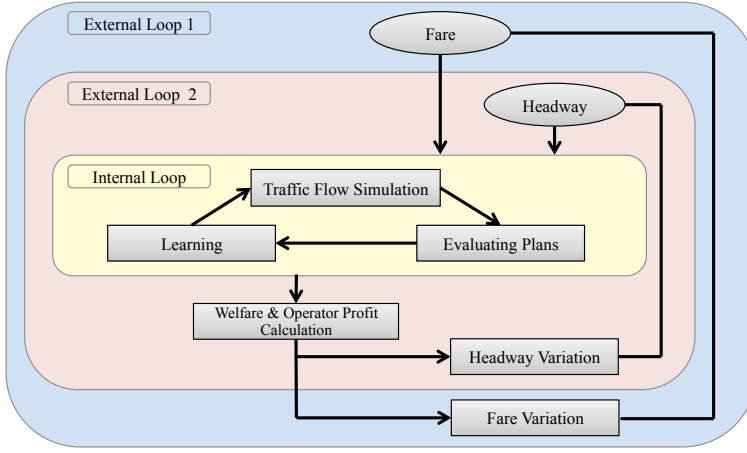 External Loop 1
Fare
External Loop 2
Headway
Internal Loop
Traffic Flow Simulation
Learning
Evaluating Plans
Welfare & Operator Profit
Calculation
Headway Variation
Fare Variation